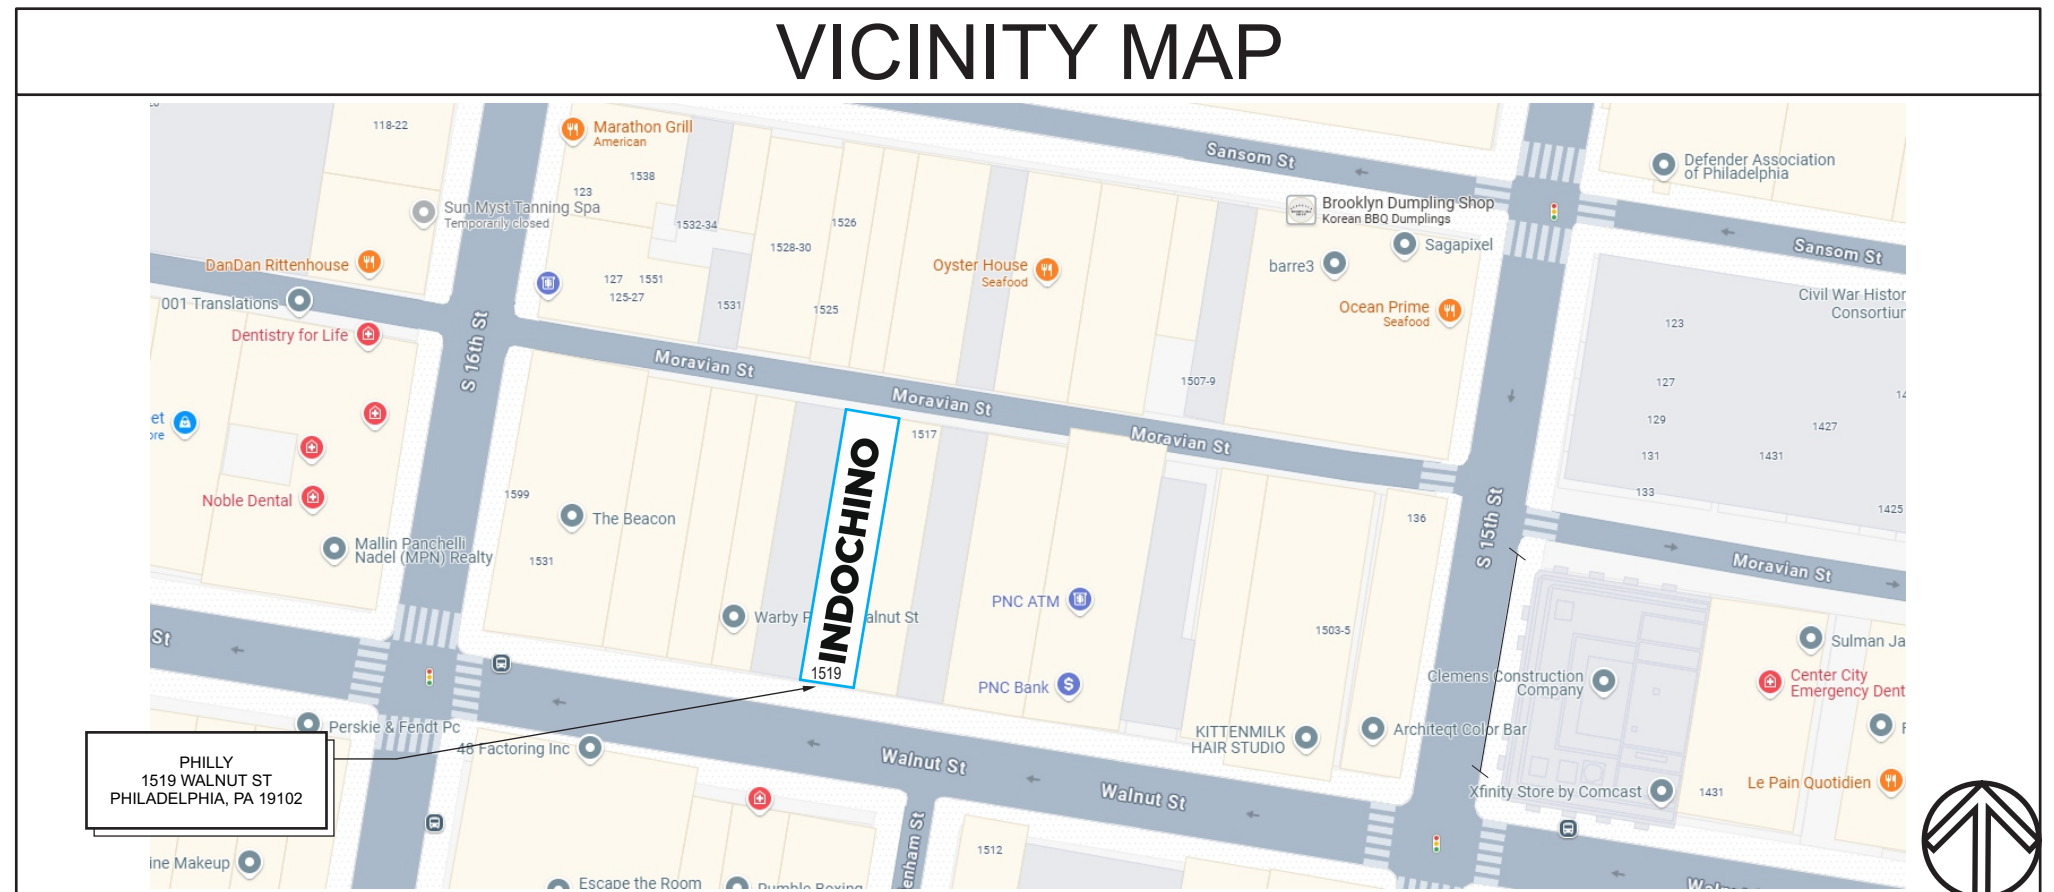 VICINITY MAP
118-22
Marathon Grill
American
Sansom St
Defender Association
of Philadelphia
1538
123
Sun Myst Tanning Spa
Temporarily closed
1532-34
1526
1528-30
Brooklyn Dumpling Shop
Korean BBQ Dumplings
Sagapixel
Sansom St
DanDan Rittenhouse
Oyster House
Seafood
barre3
127
1551
125-27
001 Translations
1531
1525
Ocean Prime
Seafood
Civil War Histor
Consortiur
123
Dentistry for Life
S 16th St
Moravian St
Moravian St
1507-9
127
et
ore
129
1427
1517
Moravian St
131
1431
133
1425
Noble Dental
1599
The Beacon
INDOCHINO
136
S 15th St
Mallin Panchelli
Nadel (MPN) Realty
1531
Moravian St
PNC ATM
Warby P
alnut St
1503-5
St
Sulman Ja
1519
PNC Bank
Clemens Construction
Company
Center City
Emergency Dent
Perskie & Fendt Pc
48 Factoring Inc
KITTENMILK
HAIR STUDIO
Architeqt Color Bar
PHILLY
1519 WALNUT ST
PHILADELPHIA, PA 19102
Walnut St
Walnut St
Xfinity Store by Comcast
1431
Le Pain Quotidien
enham St
1512
ine Makeup
Escape the Room
Rumble Boxing